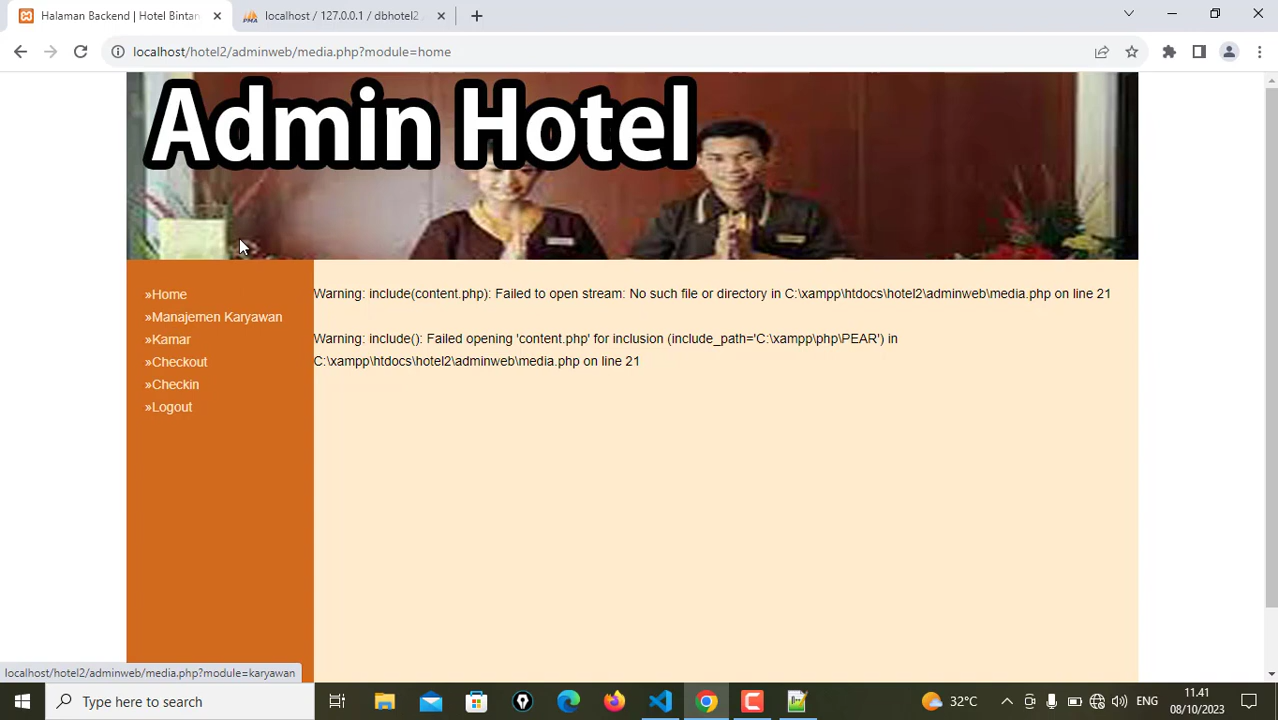 Halaman Backend | Hotel Bintan
localhost / 127.0.0.1 / dbhotel2
localhost/hotel2/adminweb/media.php?module=home
Admin Hotel
»Home
»Manajemen Karyawan
»Kamar
»Checkout
»Checkin
»Logout
Warning: include(content.php): Failed to open stream: No such file or directory in C:\xampp\htdocs\hotel2\adminweb\media.php on line 21
Warning: include(): Failed opening 'content.php' for inclusion (include_path='C:\xampp\php\PEAR') in
C:\xampp\htdocs\hotel2\adminweb\media.php on line 21
localhost/hotel2/adminweb/media.php?module=karyawan
Type here to search
32°C
ENG
11.41
08/10/2023